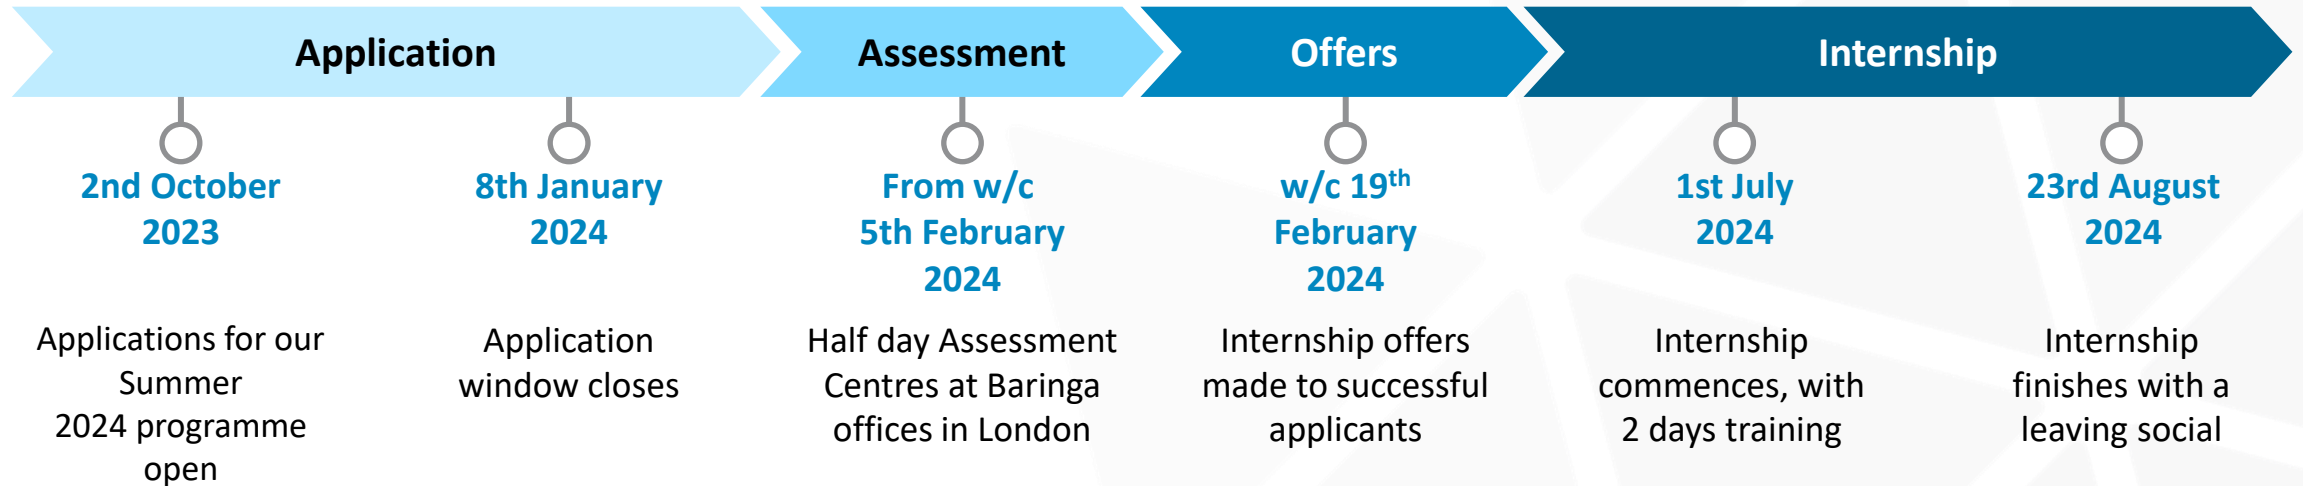 Application
Assessment
Offers
Internship
2nd October
2023
Applications for our
Summer
2024 programme
open
8th January
2024
Application
window closes
From w/c
5th February
2024
Half day Assessment
Centres at Baringa
offices in London
w/c 19th
February
2024
Internship offers
made to successful
applicants
1st July
2024
Internship
commences, with
2 days training
23rd August
2024
Internship
finishes with a
leaving social